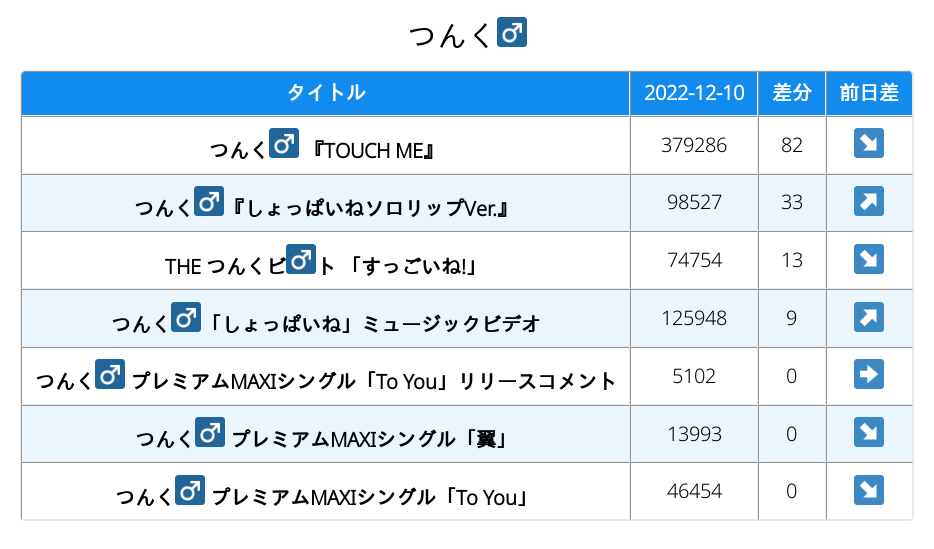 つんく♂
タイトル 2022-12-10 差分 前日差
つんく♂ 『TOUCH ME』 379286 82 ↘
つんく♂『しょっぱいねソロリップVer.』 98527 33 ↗
THE つんくビ♂ト 「すっごいね!」 74754 13 ↘
つんく♂「しょっぱいね」ミュージックビデオ 125948 9 ↗
つんく♂ プレミアムMAXIシングル「To You」リリースコメント 5102 0 ➡
つんく♂ プレミアムMAXIシングル「翼」 13993 0 ↘
つんく♂ プレミアムMAXIシングル「To You」 46454 0 ↘